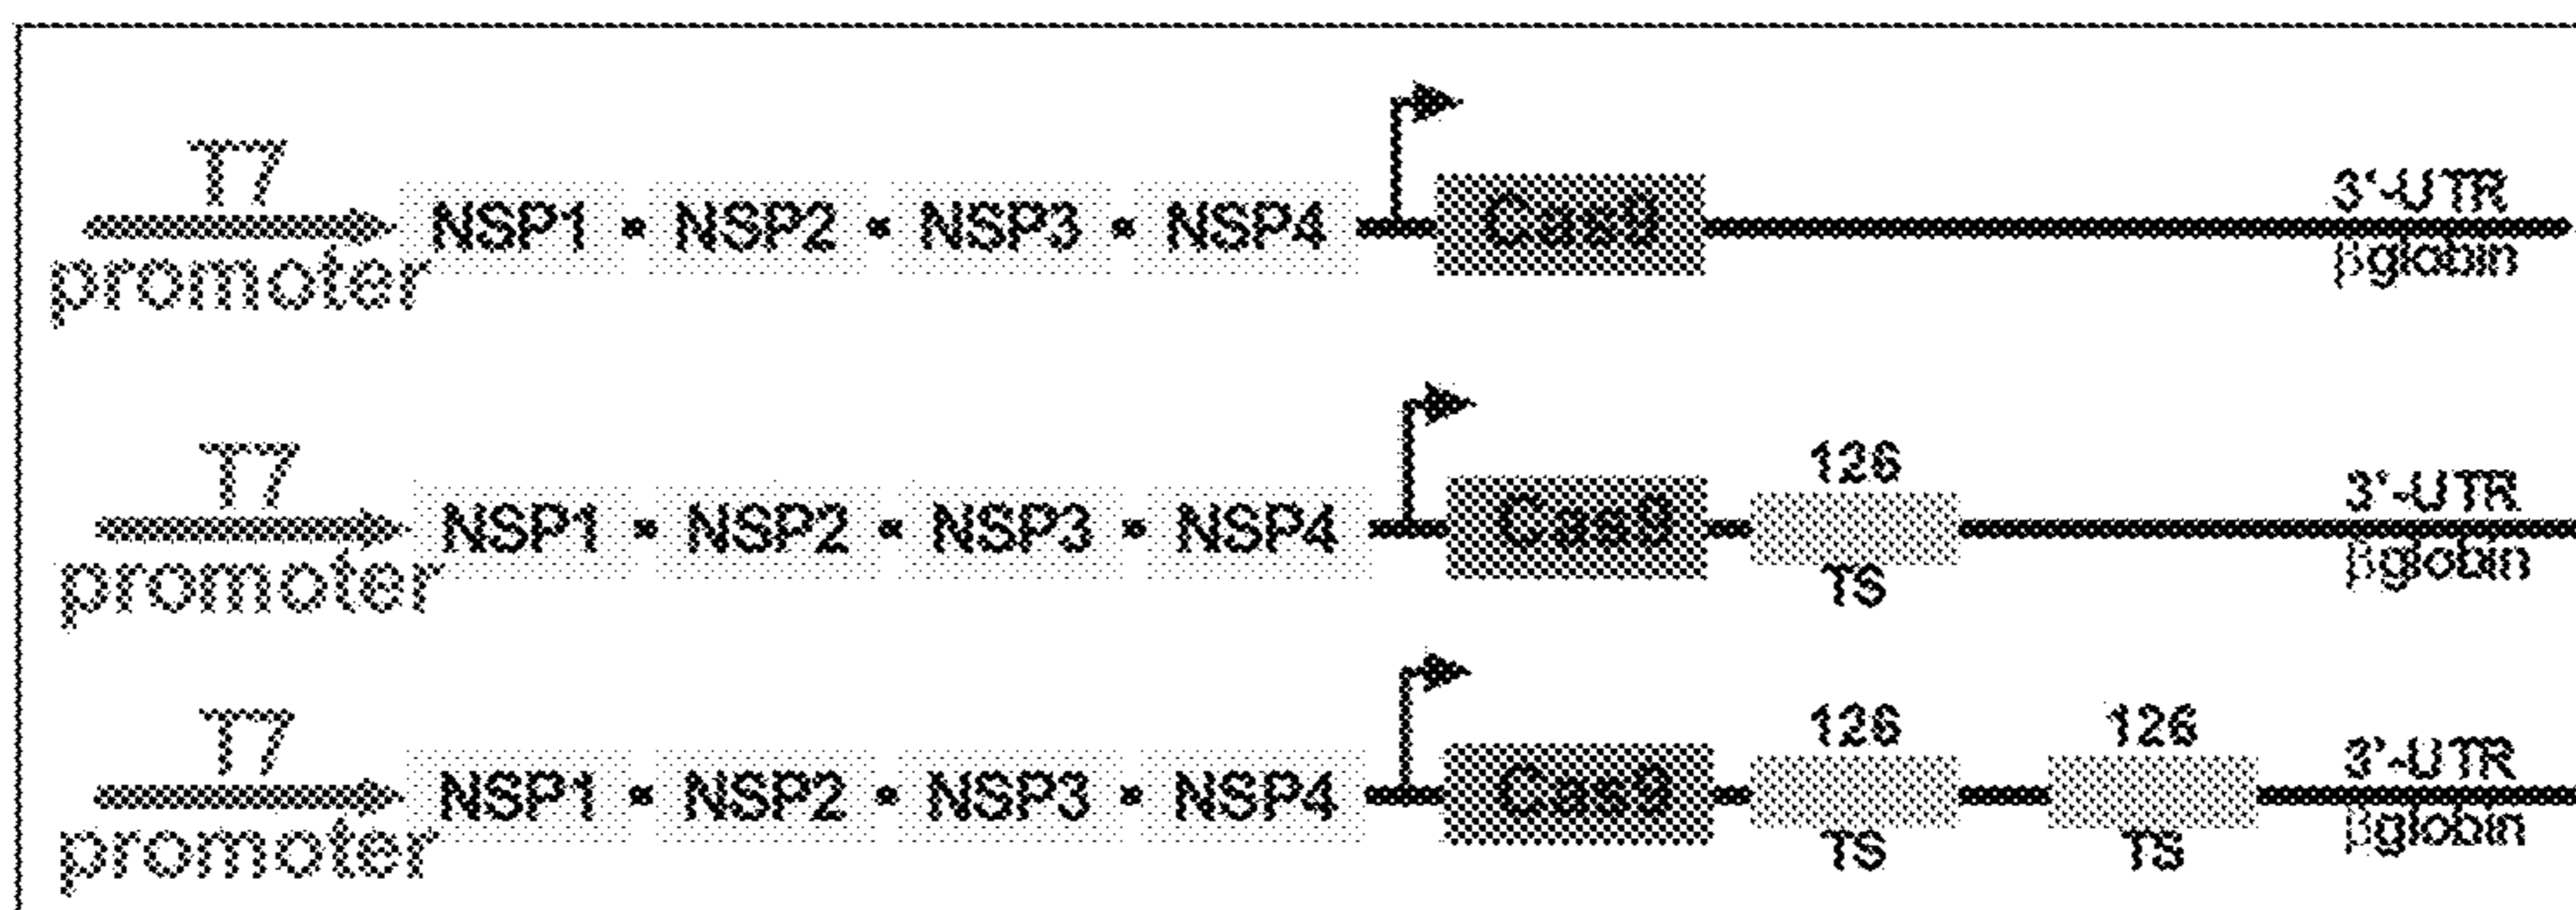 T7
promoter
NSP1 • NSP2 • NSP3 • NSP4
Cas9
3'-UTR
βglobin
T7
promoter
NSP1 • NSP2 • NSP3 • NSP4
Cas9
126
TS
3'-UTR
βglobin
T7
promoter
NSP1 • NSP2 • NSP3 • NSP4
Cas9
126
TS
126
TS
3'-UTR
βglobin